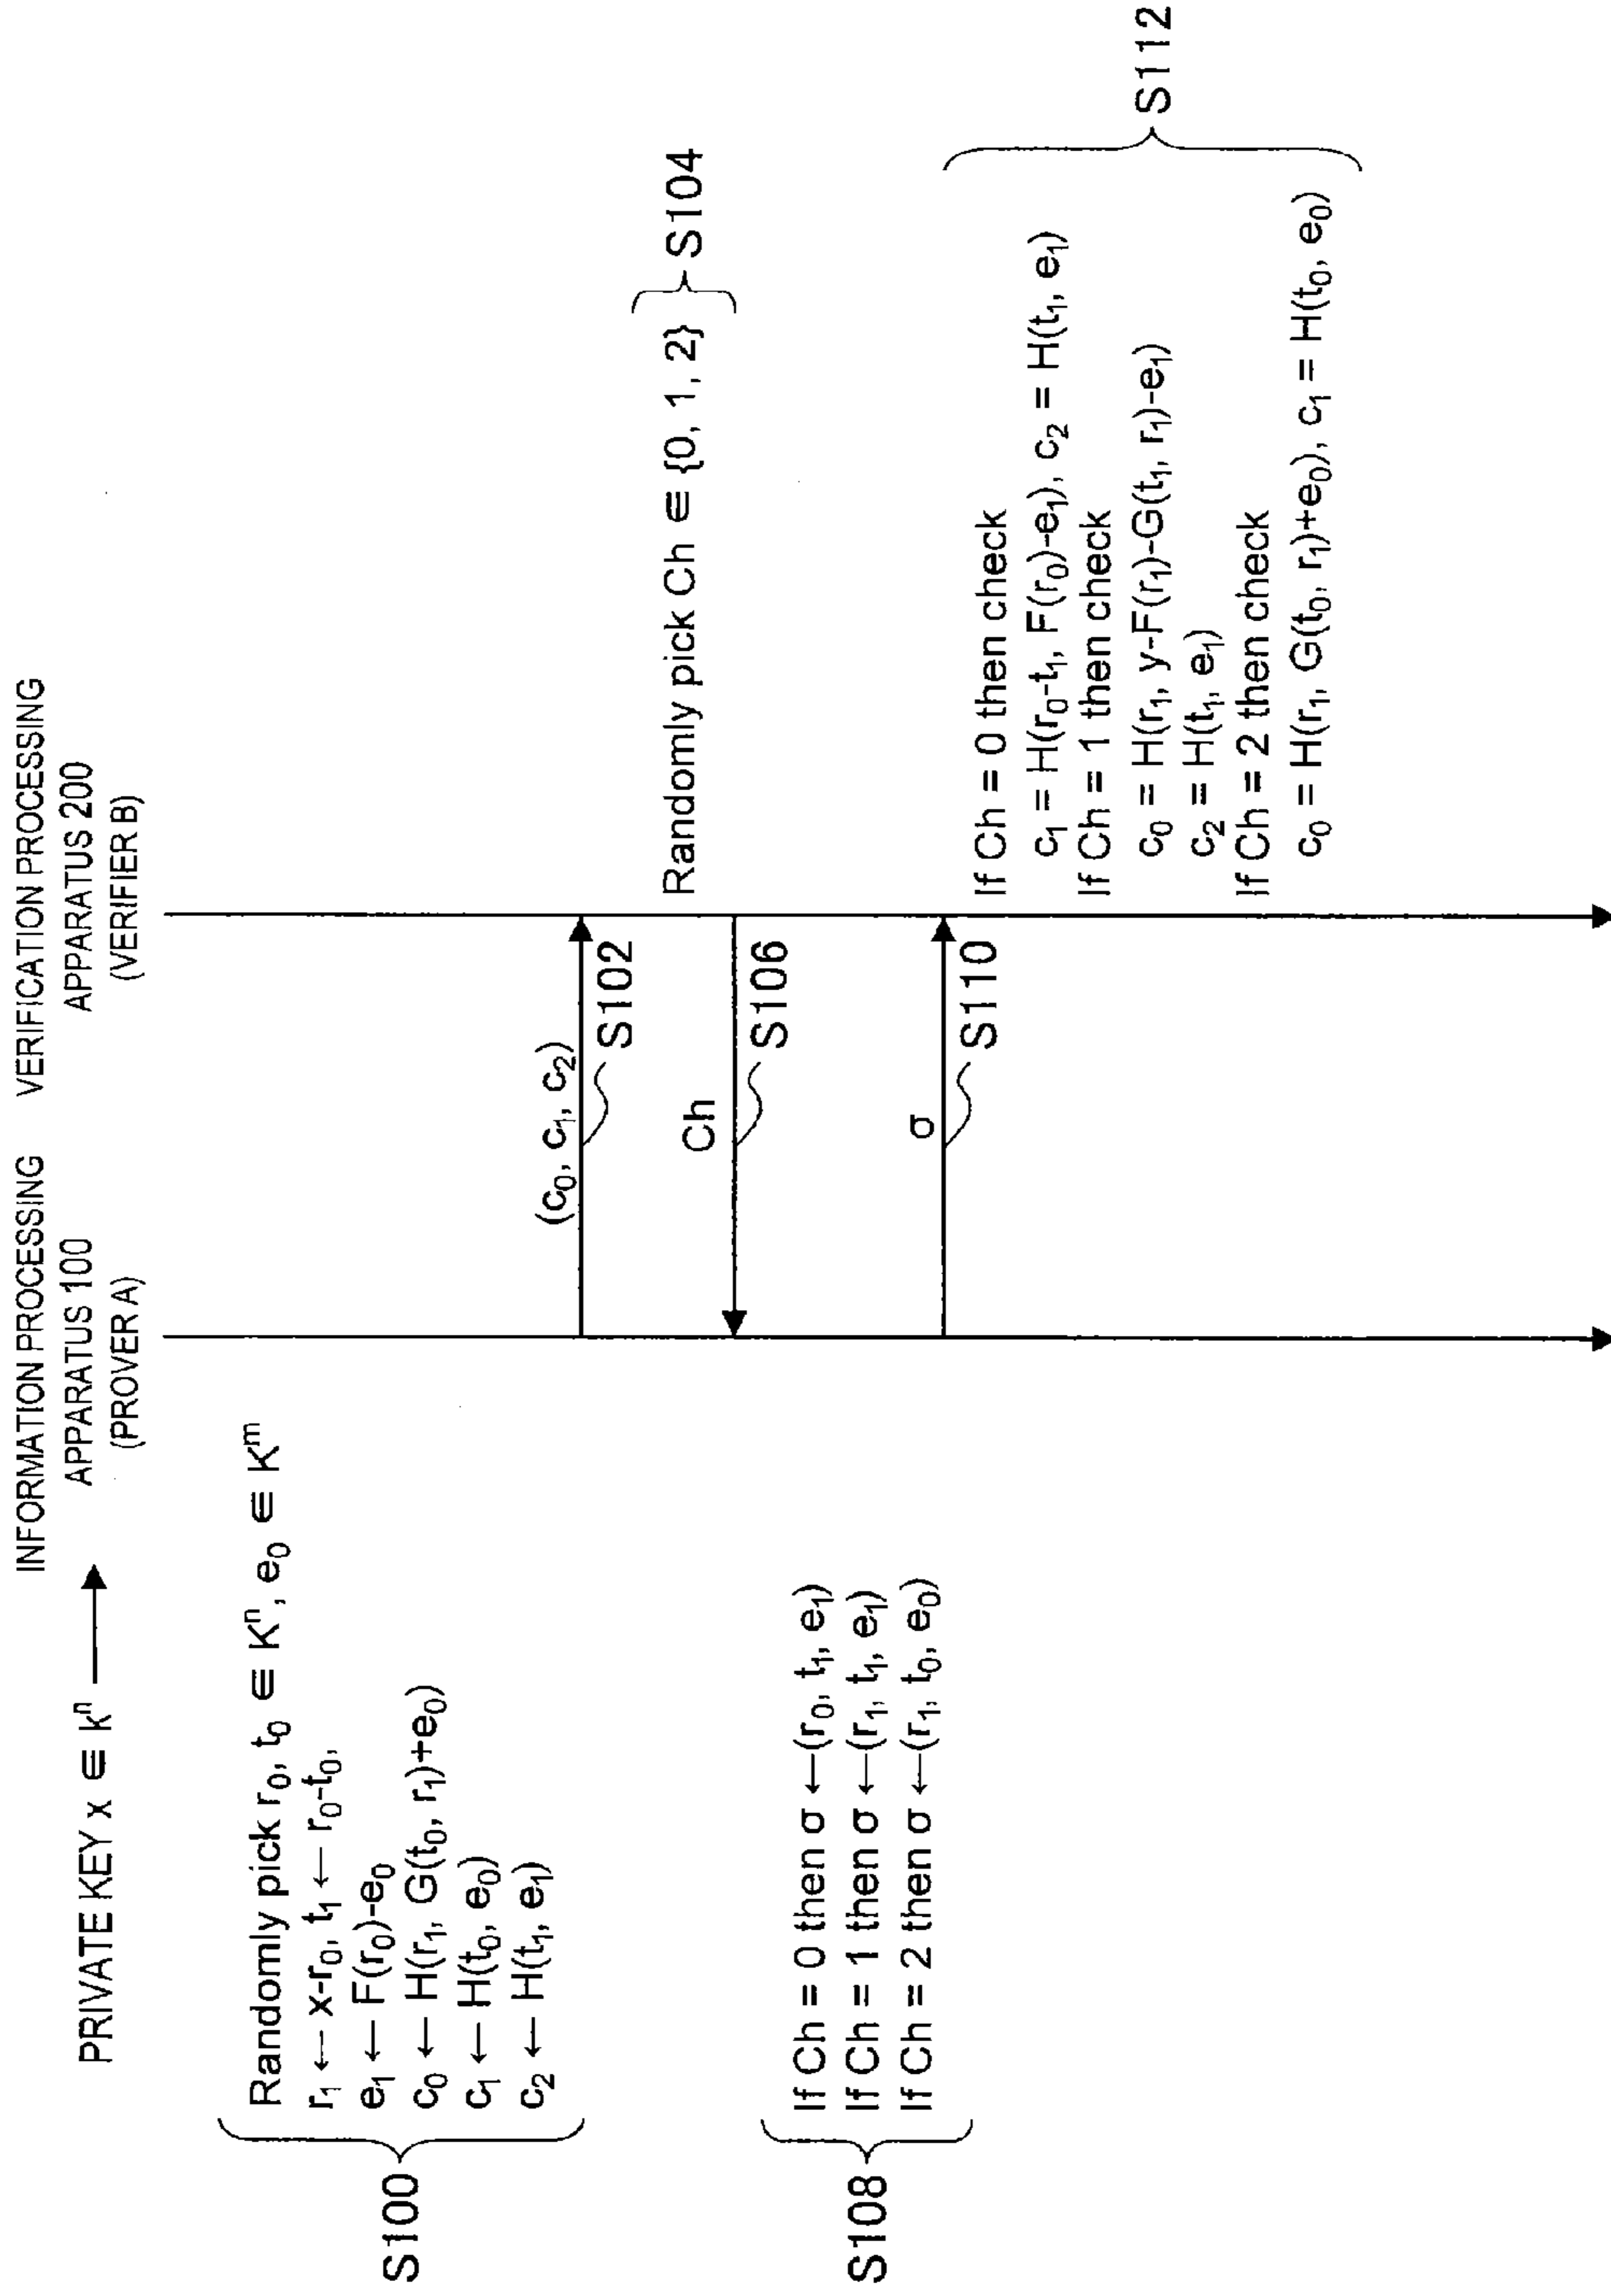 INFORMATION PROCESSING
APPARATUS 100
(PROVER A)
VERIFICATION PROCESSING
APPARATUS 200
(VERIFIER B)
PRIVATE KEY x ∈ kⁿ →
S100
Randomly pick r₀, t₀ ∈ Kⁿ, e₀ ∈ Kᵐ
r₁ ← x-r₀, t₁ ← r₀-t₀,
e₁ ← F(r₀)-e₀
c₀ ← H(r₁, G(t₀, r₁)+e₀)
c₁ ← H(t₀, e₀)
c₂ ← H(t₁, e₁)
(c₀, c₁, c₂)
S102
Randomly pick Ch ∈ {0, 1, 2}
S104
Ch
S106
S108
If Ch = 0 then σ ←(r₀, t₁, e₁)
If Ch = 1 then σ ←(r₁, t₁, e₁)
If Ch = 2 then σ ←(r₁, t₀, e₀)
σ
S110
If Ch = 0 then check
c₁ = H(r₀-t₁, F(r₀)-e₁), c₂ = H(t₁, e₁)
If Ch = 1 then check
c₀ = H(r₁, y-F(r₁)-G(t₁, r₁)-e₁)
c₂ = H(t₁, e₁)
If Ch = 2 then check
c₀ = H(r₁, G(t₀, r₁)+e₀), c₁ = H(t₀, e₀)
S112